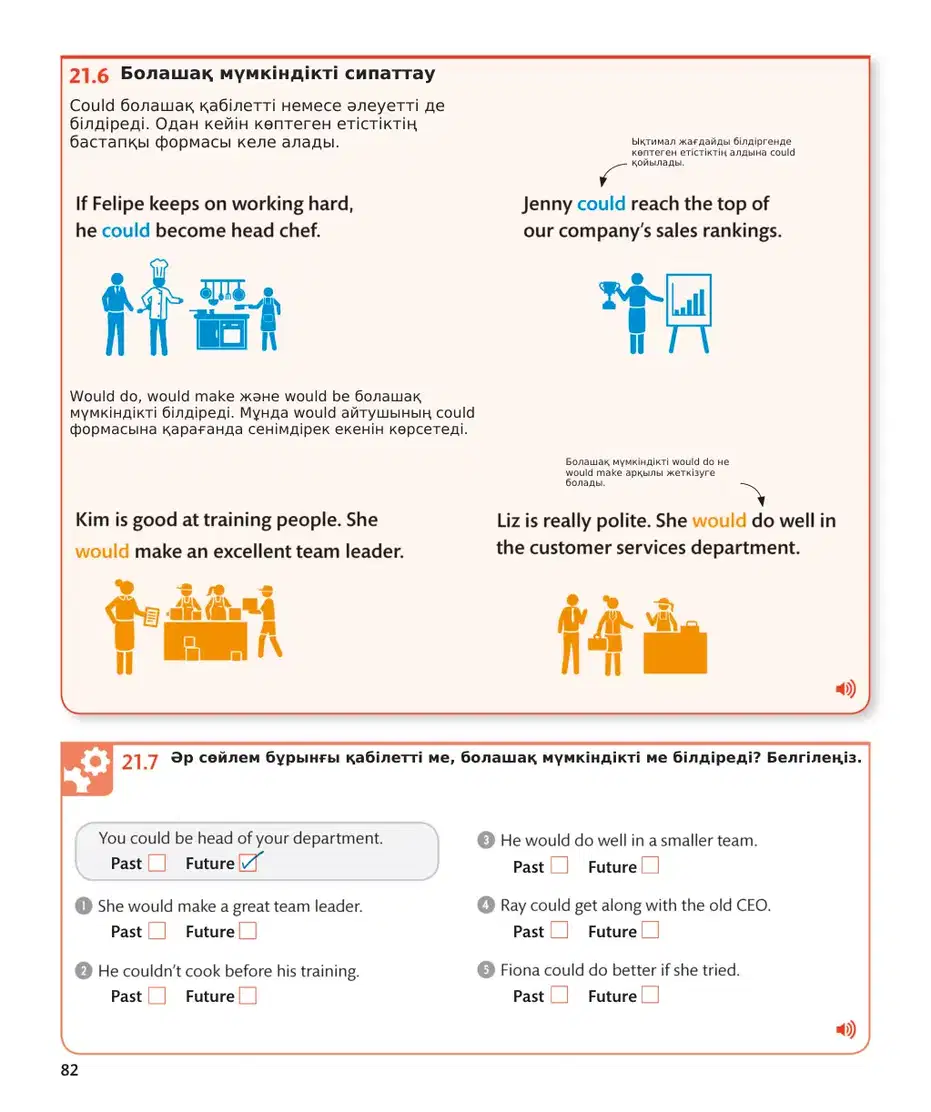 21.6 Болашақ мүмкіндікті сипаттау
Could болашақ қабілетті немесе әлеуетті де
білдіреді. Одан кейін көптеген етістіктің
бастапқы формасы келе алады.
Ықтимал жағдайды білдіргенде
көптеген етістіктің алдына could
қойылады.
If Felipe keeps on working hard,
he could become head chef.
Jenny could reach the top of
our company's sales rankings.
Would do, would make және would be болашақ
мүмкіндікті білдіреді. Мұнда would айтушының could
формасына қарағанда сенімдірек екенін көрсетеді.
Болашақ мүмкіндікті would do не
would make арқылы жеткізуге
болады.
Kim is good at training people. She
would make an excellent team leader.
Liz is really polite. She would do well in
the customer services department.
21.7 Әр сөйлем бұрынғы қабілетті ме, болашақ мүмкіндікті ме білдіреді? Белгілеңіз.
You could be head of your department.
Past Future
1 She would make a great team leader.
Past Future
2 He couldn't cook before his training.
Past Future
3 He would do well in a smaller team.
Past Future
4 Ray could get along with the old CEO.
Past Future
5 Fiona could do better if she tried.
Past Future
82